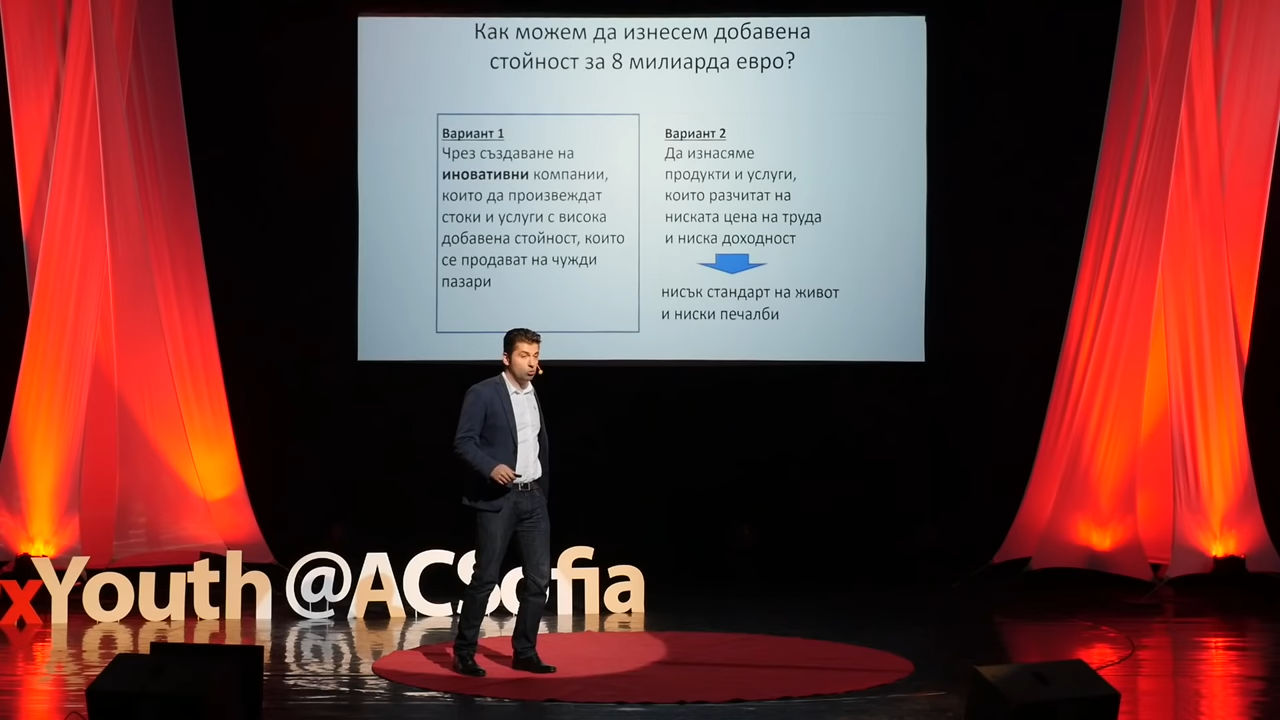 Как можем да изнесем добавена
стойност за 8 милиарда евро?
Вариант 1
Чрез създаване на
иновативни компании,
които да произвеждат
стоки и услуги с висока
добавена стойност, които
се продават на чужди
пазари
Вариант 2
Да изнасяме
продукти и услуги,
които разчитат на
ниската цена на труда
и ниска доходност
нисък стандарт на живот
и ниски печалби
xYouth@ACSofia